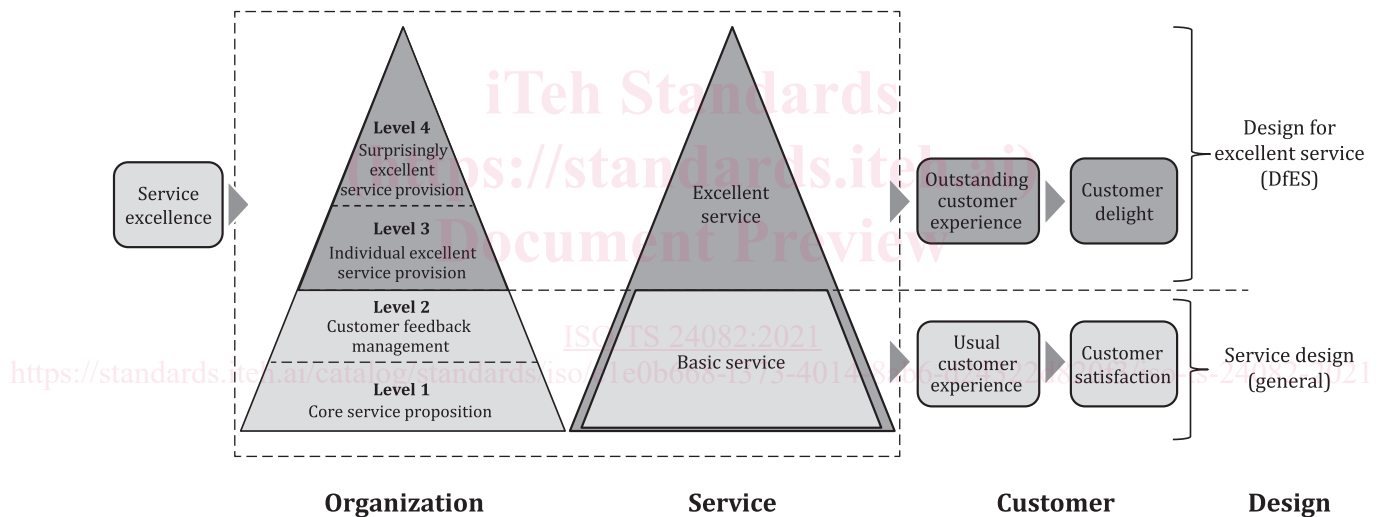 Service
excellence
Level 4
Surprisingly
excellent
service provision
Level 3
Individual excellent
service provision
Level 2
Customer feedback
management
Level 1
Core service proposition
Excellent
service
Basic service
Outstanding
customer
experience
Customer
delight
Usual
customer
experience
Customer
satisfaction
Design for
excellent service
(DfES)
Service design
(general)
Organization
Service
Customer
Design
iTeh Standards
(https://standards.iteh.ai)
Document Preview
ISO/TS 24082:2021